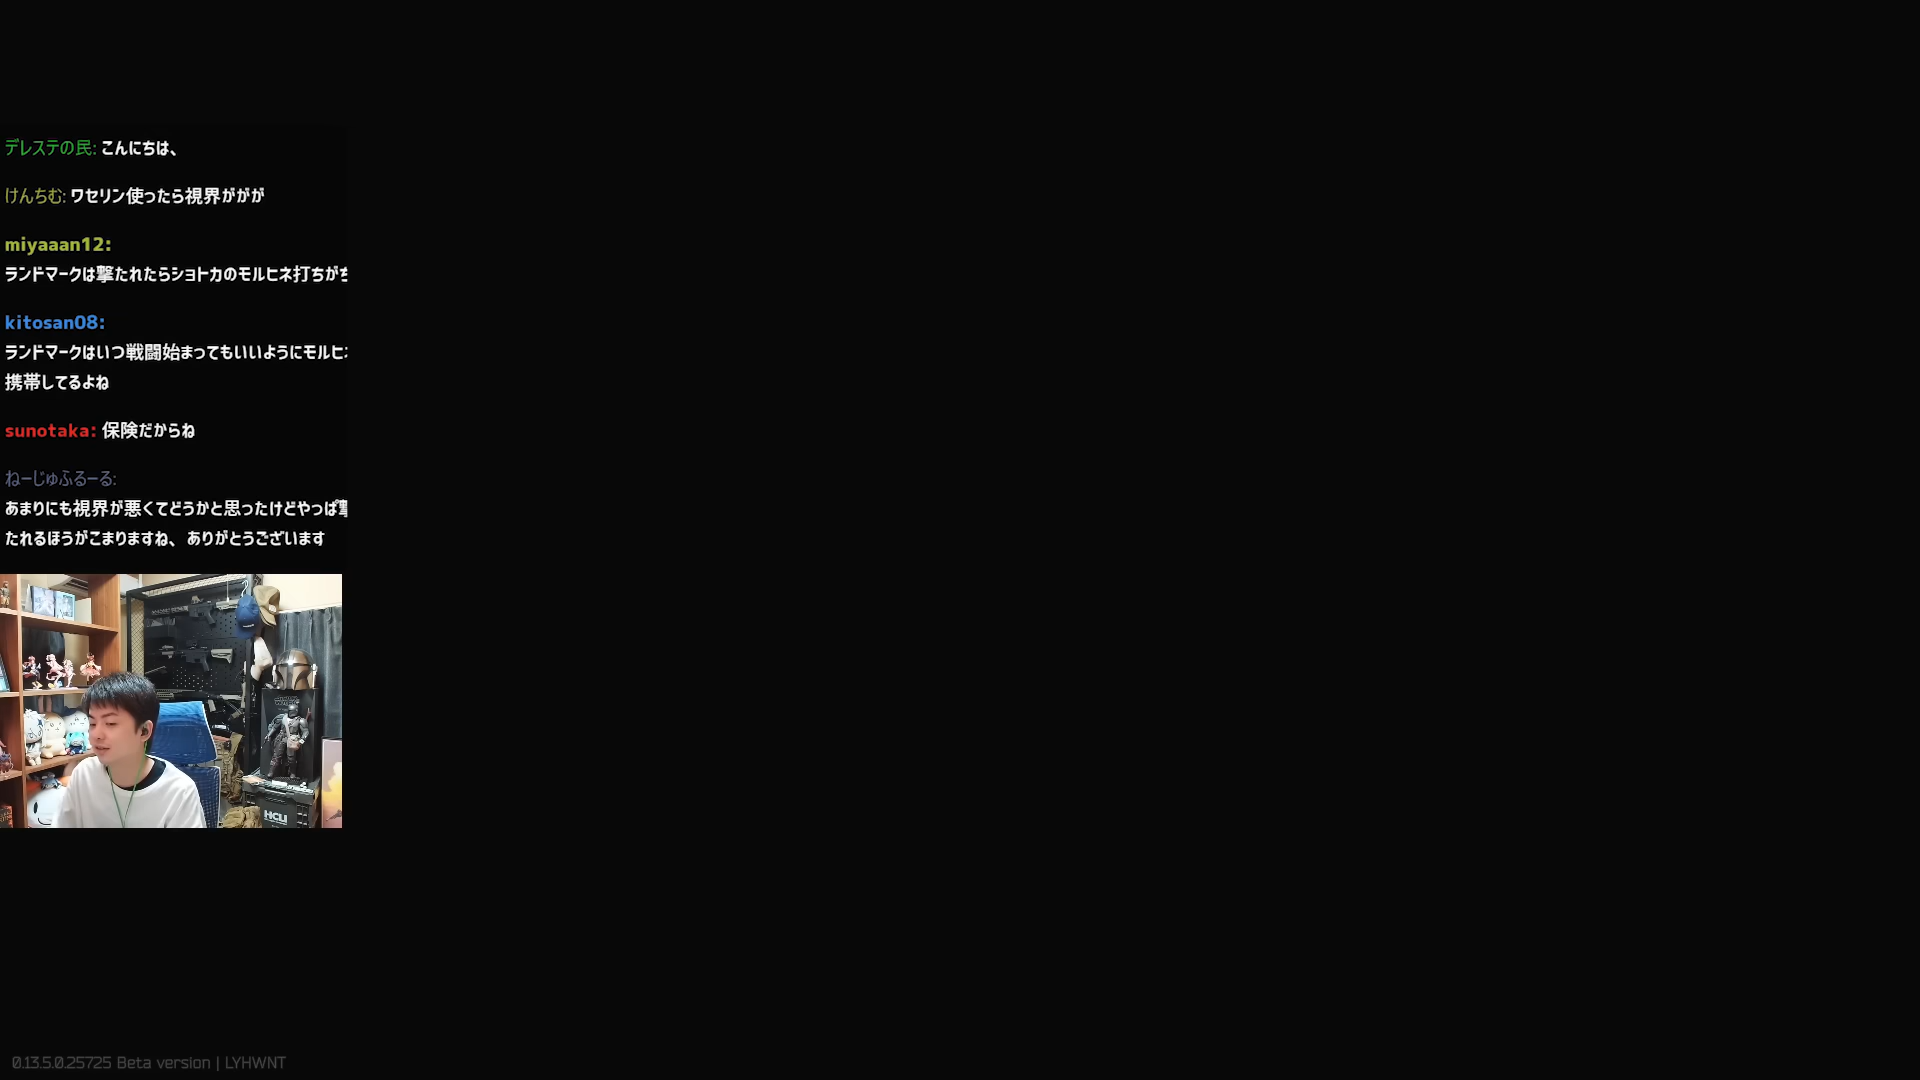 デレステの民: こんにちは、
けんちむ: ワセリン使ったら視界ががが
miyaaan12:
ランドマークは撃たれたらショトカのモルヒネ打ちがち
kitosan08:
ランドマークはいつ戦闘始まってもいいようにモルヒネ
携帯してるよね
sunotaka: 保険だからね
ねーじゅふるーる:
あまりにも視界が悪くてどうかと思ったけどやっぱ撃
たれるほうがこまりますね、ありがとうございます
HCLI
0.13.5.0.25725 Beta version | LYHWNT